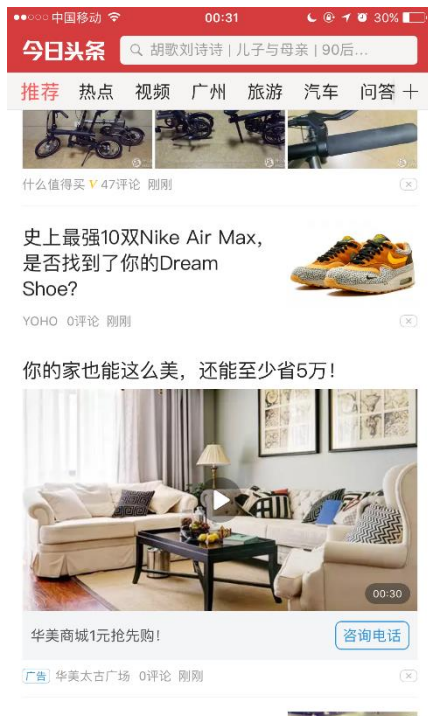 中国移动 00:31 30%
今日头条 胡歌刘诗诗 | 儿子与母亲 | 90后...
推荐 热点 视频 广州 旅游 汽车 问答 +
什么值得买 V 47评论 刚刚
史上最强10双Nike Air Max,
是否找到了你的Dream
Shoe?
YOHO 0评论 刚刚
你的家也能这么美，还能至少省5万!
00:30
华美商城1元抢先购!
咨询电话
广告 华美太古广场 0评论 刚刚